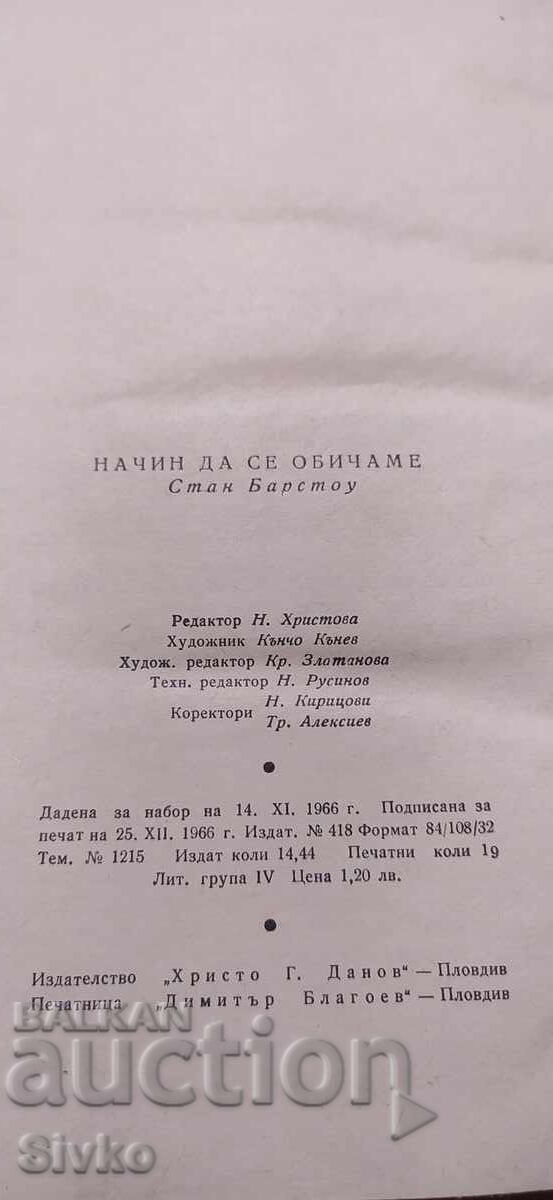 НАЧИН ДА СЕ ОБИЧАМЕ
Стан Барстоу
Редактор Н. Христова
Художник Кънчо Кънев
Худож. редактор Кр. Златанова
Техн. редактор Н. Русинов
Коректори Н. Кирицови
Тр. Алексиев
Дадена за набор на 14. XI. 1966 г. Подписана за
печат на 25. XII. 1966 г. Издат. № 418 Формат 84/108/32
Тем. № 1215 Издат коли 14,44 Печатни коли 19
Лит. група IV Цена 1,20 лв.
Издателство „Христо Г. Данов“ — Пловдив
Печатница „Димитър Благоев“ — Пловдив
BALKAN
auction
Sivko